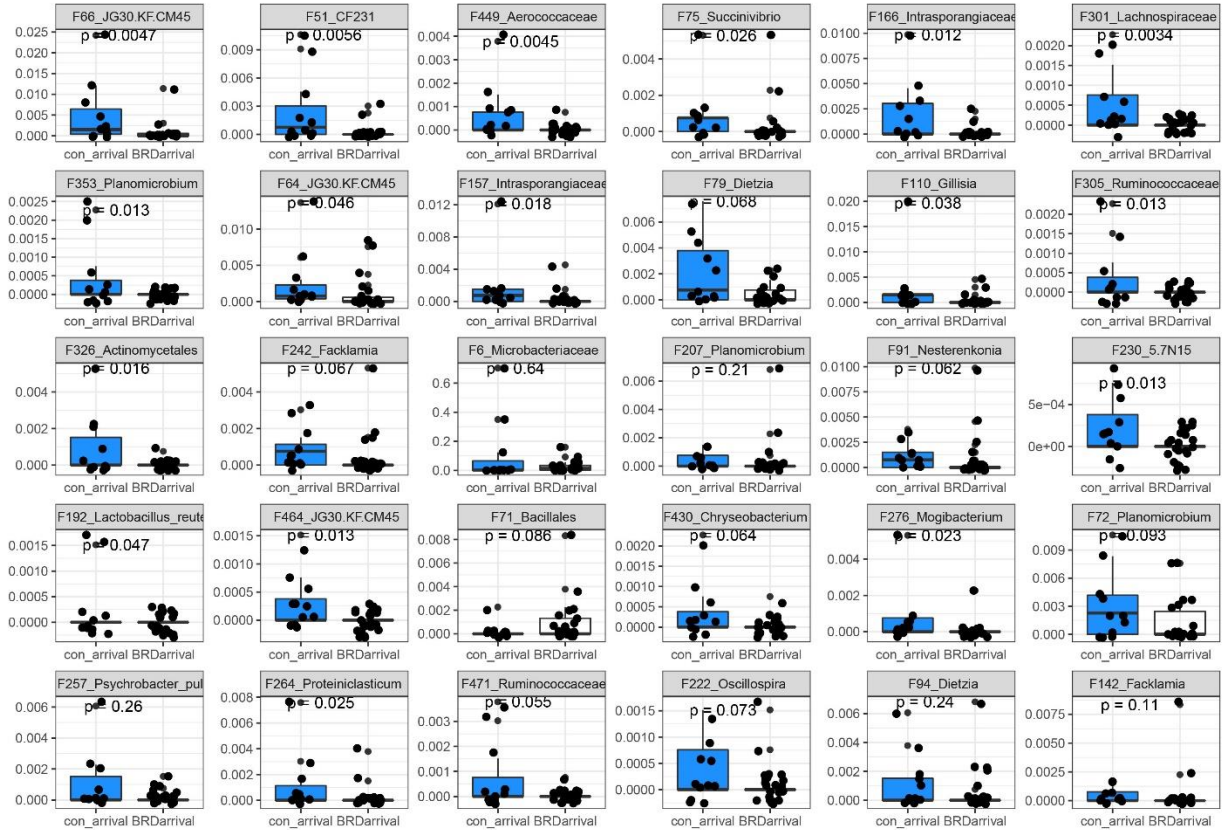 F66_JG30.KF.CM45 F51_CF231 F449_Aerococcaceae F75_Succinivibrio F166_Intrasporangiaceae F301_Lachnospiraceae
p = 0.0047 p = 0.0056 p = 0.0045 p = 0.026 p = 0.012 p = 0.0034
0.025 0.009 0.004 0.004 0.0100 0.0020
0.020 0.006 0.002 0.002 0.0075 0.0015
0.015 0.003 0.000 0.000 0.0050 0.0010
0.010 0.000 0.0025 0.0005
0.005 0.0000 0.0000
0.000
con_arrival BRDarrival con_arrival BRDarrival con_arrival BRDarrival con_arrival BRDarrival con_arrival BRDarrival con_arrival BRDarrival
F353_Planomicrobium F64_JG30.KF.CM45 F157_Intrasporangiaceae F79_Dietzia F110_Gillisia F305_Ruminococcaceae
p = 0.013 p = 0.046 p = 0.018 p = 0.068 p = 0.038 p = 0.013
0.0025 0.010 0.012 0.006 0.020 0.0020
0.0020 0.005 0.008 0.004 0.015 0.0015
0.0015 0.000 0.004 0.002 0.010 0.0010
0.0010 0.000 0.000 0.005 0.0005
0.0005 0.000 0.0000
0.0000
con_arrival BRDarrival con_arrival BRDarrival con_arrival BRDarrival con_arrival BRDarrival con_arrival BRDarrival con_arrival BRDarrival
F326_Actinomycetales F242_Facklamia F6_Microbacteriaceae F207_Planomicrobium F91_Nesterenkonia F230_5.7N15
p = 0.016 p = 0.067 p = 0.64 p = 0.21 p = 0.062 p = 0.013
0.004 0.004 0.6 0.006 0.0100 5e−04
0.002 0.002 0.4 0.004 0.0075 0e+00
0.000 0.000 0.2 0.002 0.0050
0.0 0.000 0.0025
0.0000
con_arrival BRDarrival con_arrival BRDarrival con_arrival BRDarrival con_arrival BRDarrival con_arrival BRDarrival con_arrival BRDarrival
F192_Lactobacillus_reute F464_JG30.KF.CM45 F71_Bacillales F430_Chryseobacterium F276_Mogibacterium F72_Planomicrobium
p = 0.047 p = 0.013 p = 0.086 p = 0.064 p = 0.023 p = 0.093
0.0015 0.0015 0.008 0.0020 0.004 0.009
0.0010 0.0010 0.006 0.0015 0.002 0.006
0.0005 0.0005 0.004 0.0010 0.000 0.003
0.0000 0.0000 0.002 0.0005 0.000
0.000 0.0000
con_arrival BRDarrival con_arrival BRDarrival con_arrival BRDarrival con_arrival BRDarrival con_arrival BRDarrival con_arrival BRDarrival
F257_Psychrobacter_pul F264_Proteiniclasticum F471_Ruminococcaceae F222_Oscillospira F94_Dietzia F142_Facklamia
p = 0.26 p = 0.025 p = 0.055 p = 0.073 p = 0.24 p = 0.11
0.006 0.008 0.003 0.0015 0.006 0.0075
0.004 0.006 0.002 0.0010 0.004 0.0050
0.002 0.004 0.001 0.0005 0.002 0.0025
0.000 0.002 0.000 0.0000 0.000 0.0000
0.000
con_arrival BRDarrival con_arrival BRDarrival con_arrival BRDarrival con_arrival BRDarrival con_arrival BRDarrival con_arrival BRDarrival